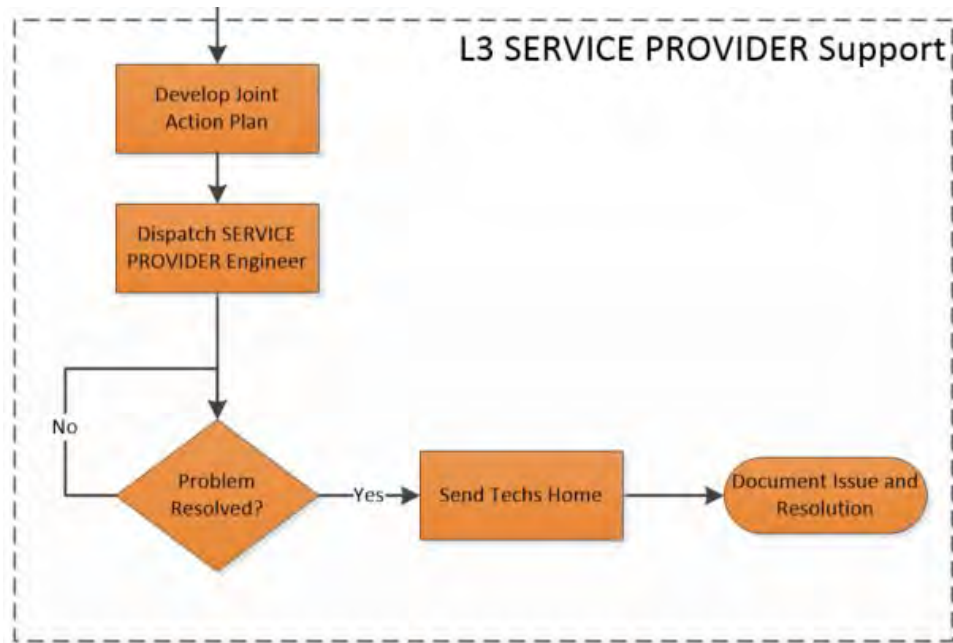 L3 SERVICE PROVIDER Support
Develop Joint
Action Plan
Dispatch SERVICE
PROVIDER Engineer
No
Problem
Resolved?
Yes
Send Techs Home
Document Issue and
Resolution